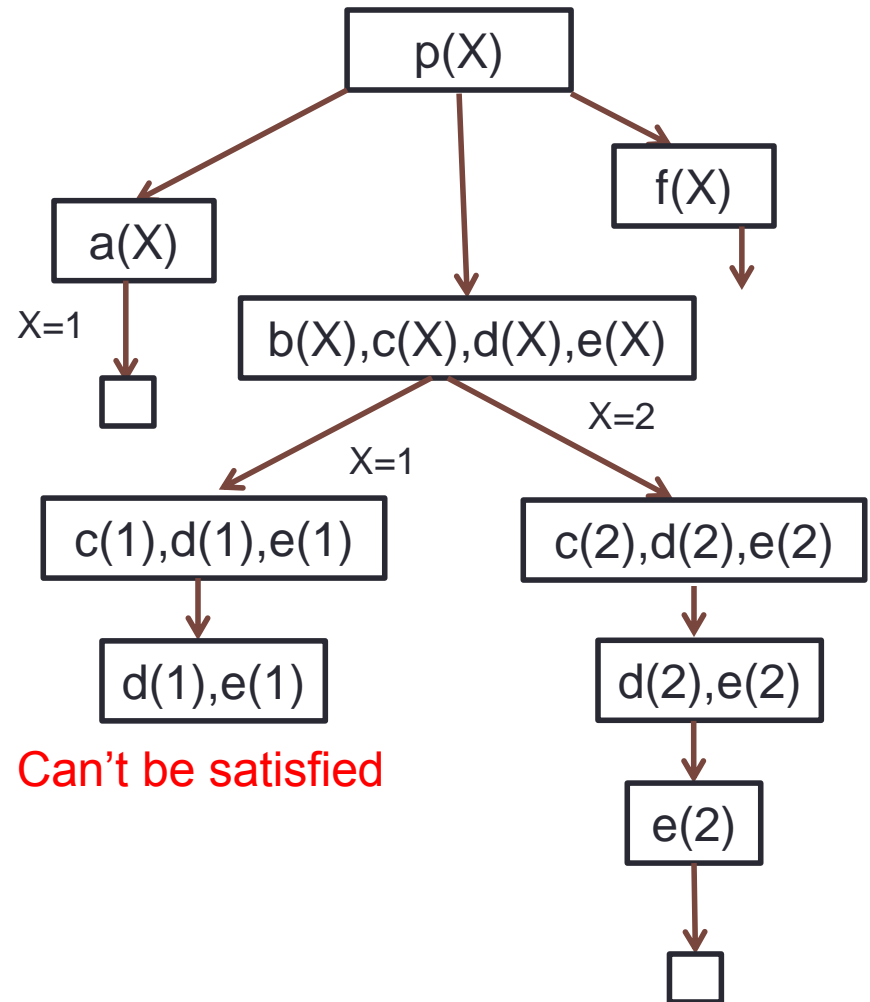 p(X)
f(X)
a(X)
X=1
b(X),c(X),d(X),e(X)
X=2
X=1
c(1),d(1),e(1)
c(2),d(2),e(2)
d(1),e(1)
d(2),e(2)
Can't be satisfied
e(2)